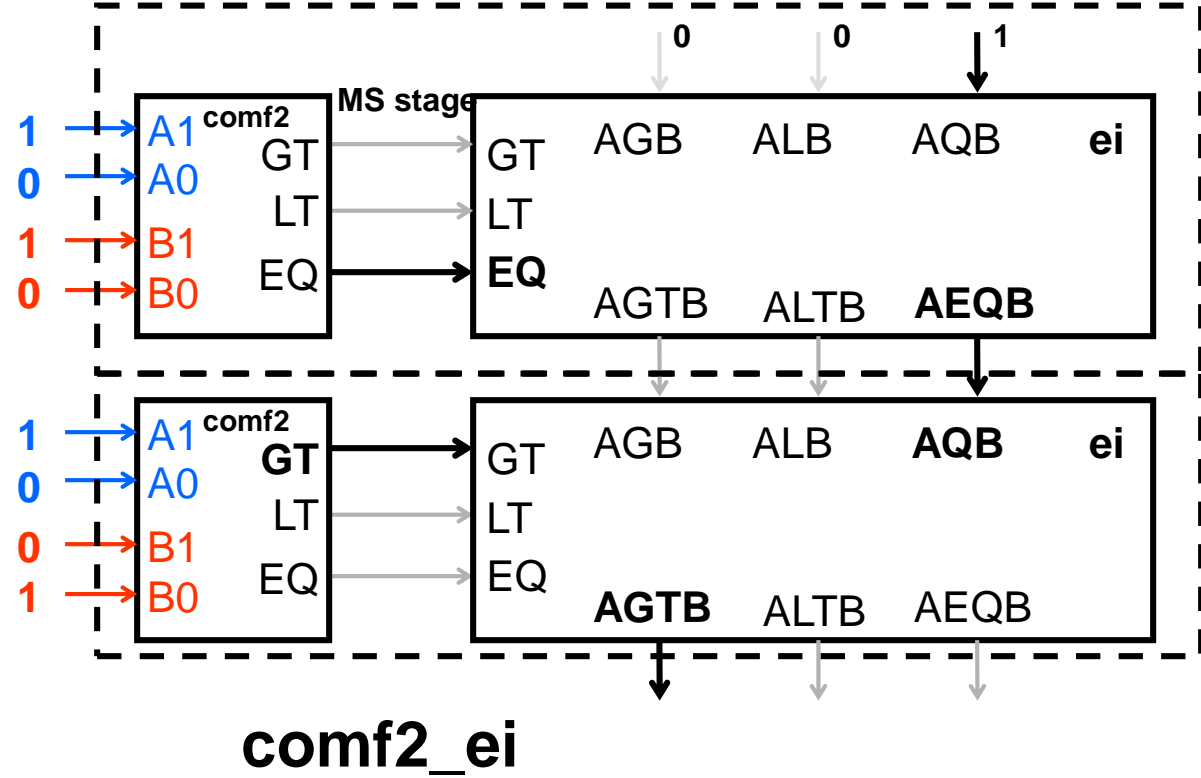 0 0 1
MS stage
1 A1 comf2 GT GT AGB ALB AQB ei
0 A0
LT LT
1 B1
EQ EQ
0 B0
AGTB ALTB AEQB
1 A1 comf2 GT GT AGB ALB AQB ei
0 A0
LT LT
0 B1
EQ EQ
1 B0
AGTB ALTB AEQB
comf2_ei